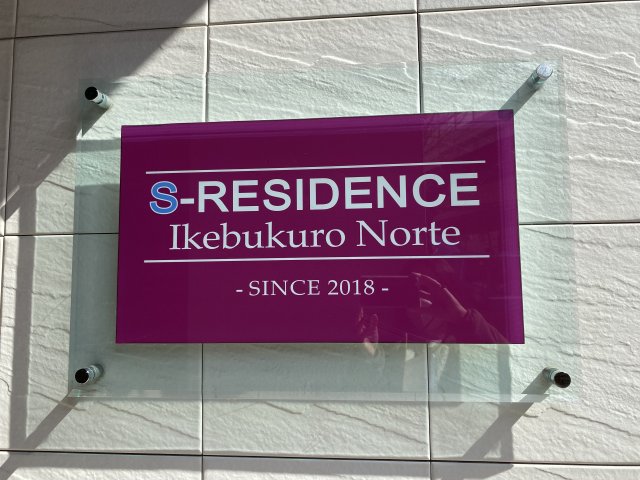 S-RESIDENCE
Ikebukuro Norte
- SINCE 2018 -